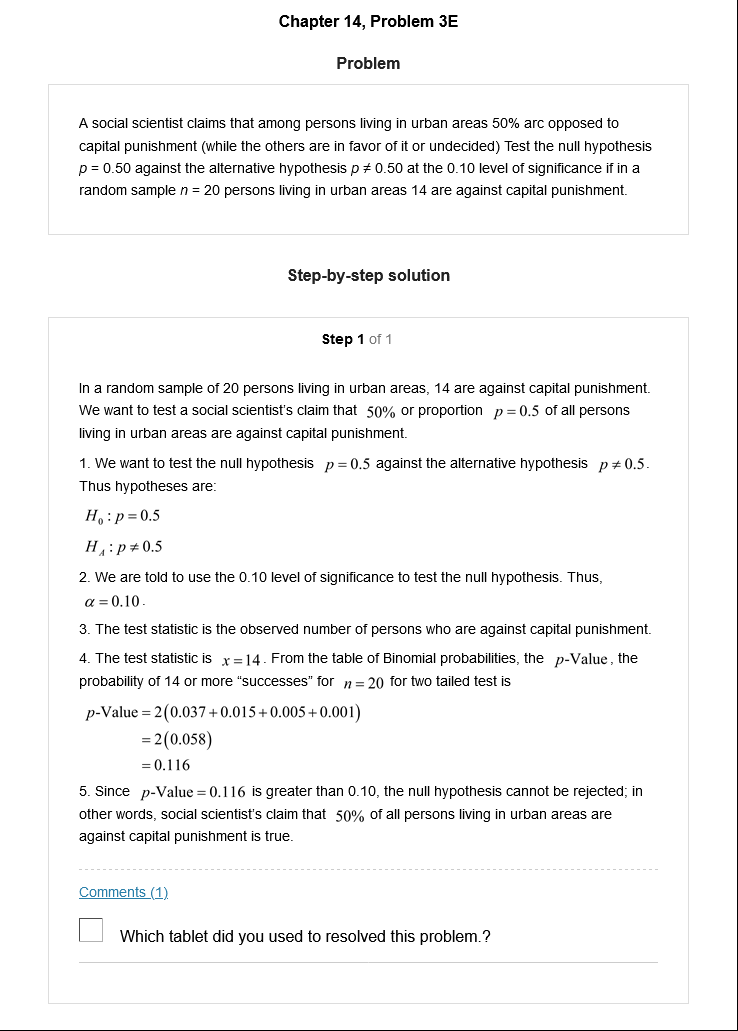 Chapter 14, Problem 3E
Problem
A social scientist claims that among persons living in urban areas 50% arc opposed to
capital punishment (while the others are in favor of it or undecided) Test the null hypothesis
p = 0.50 against the alternative hypothesis p ≠ 0.50 at the 0.10 level of significance if in a
random sample n = 20 persons living in urban areas 14 are against capital punishment.
Step-by-step solution
Step 1 of 1
In a random sample of 20 persons living in urban areas, 14 are against capital punishment.
We want to test a social scientist's claim that 50% or proportion p = 0.5 of all persons
living in urban areas are against capital punishment.
1. We want to test the null hypothesis p = 0.5 against the alternative hypothesis p ≠ 0.5.
Thus hypotheses are:
H₀ : p = 0.5
H_A : p ≠ 0.5
2. We are told to use the 0.10 level of significance to test the null hypothesis. Thus,
α = 0.10.
3. The test statistic is the observed number of persons who are against capital punishment.
4. The test statistic is x = 14. From the table of Binomial probabilities, the p-Value, the
probability of 14 or more “successes” for n = 20 for two tailed test is
p-Value = 2(0.037 + 0.015 + 0.005 + 0.001)
= 2(0.058)
= 0.116
5. Since p-Value = 0.116 is greater than 0.10, the null hypothesis cannot be rejected; in
other words, social scientist's claim that 50% of all persons living in urban areas are
against capital punishment is true.
Comments (1)
Which tablet did you used to resolved this problem.?